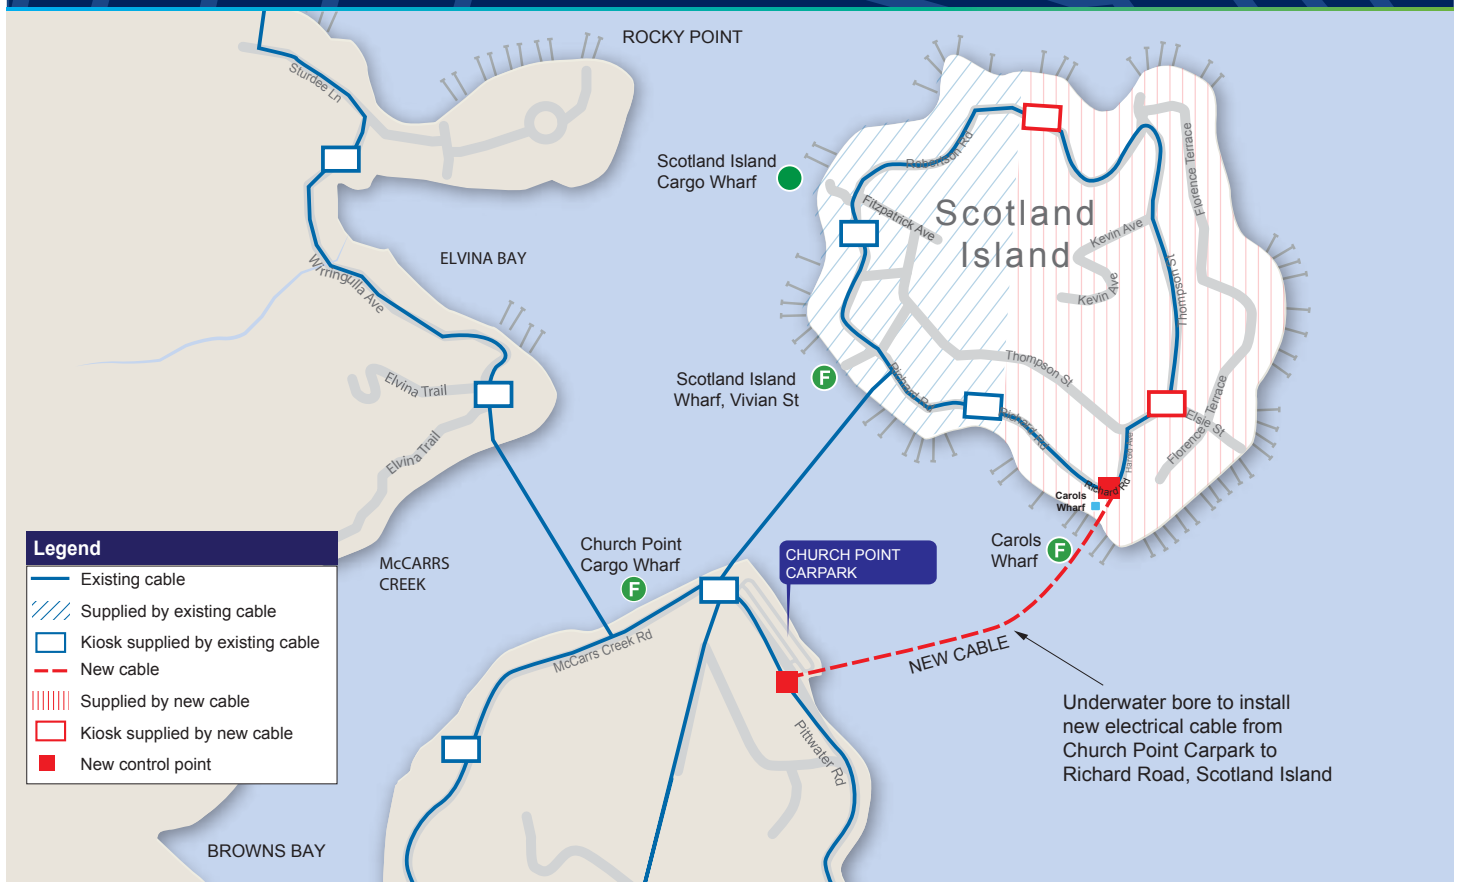 ROCKY POINT
Sturdee Ln
Scotland Island
Cargo Wharf
Robertson Rd
Florence Terrace
Fitzpatrick Ave
Scotland
Island
Kevin Ave
Kevin Ave
Thompson St
ELVINA BAY
Wirringulla Ave
Thompson St
Elvina Trail
Scotland Island
Wharf, Vivian St
F
Richard Rd
Richard Rd
Elsie St
Florence Terrace
Harold Ave
Elvina Trail
Richard Rd
Carols
Wharf
Carols
Wharf
F
Legend
Existing cable
Supplied by existing cable
Kiosk supplied by existing cable
New cable
Supplied by new cable
Kiosk supplied by new cable
New control point
McCARRS
CREEK
Church Point
Cargo Wharf
F
CHURCH POINT
CARPARK
McCarrs Creek Rd
NEW CABLE
Underwater bore to install
new electrical cable from
Church Point Carpark to
Richard Road, Scotland Island
Pittwater Rd
BROWNS BAY